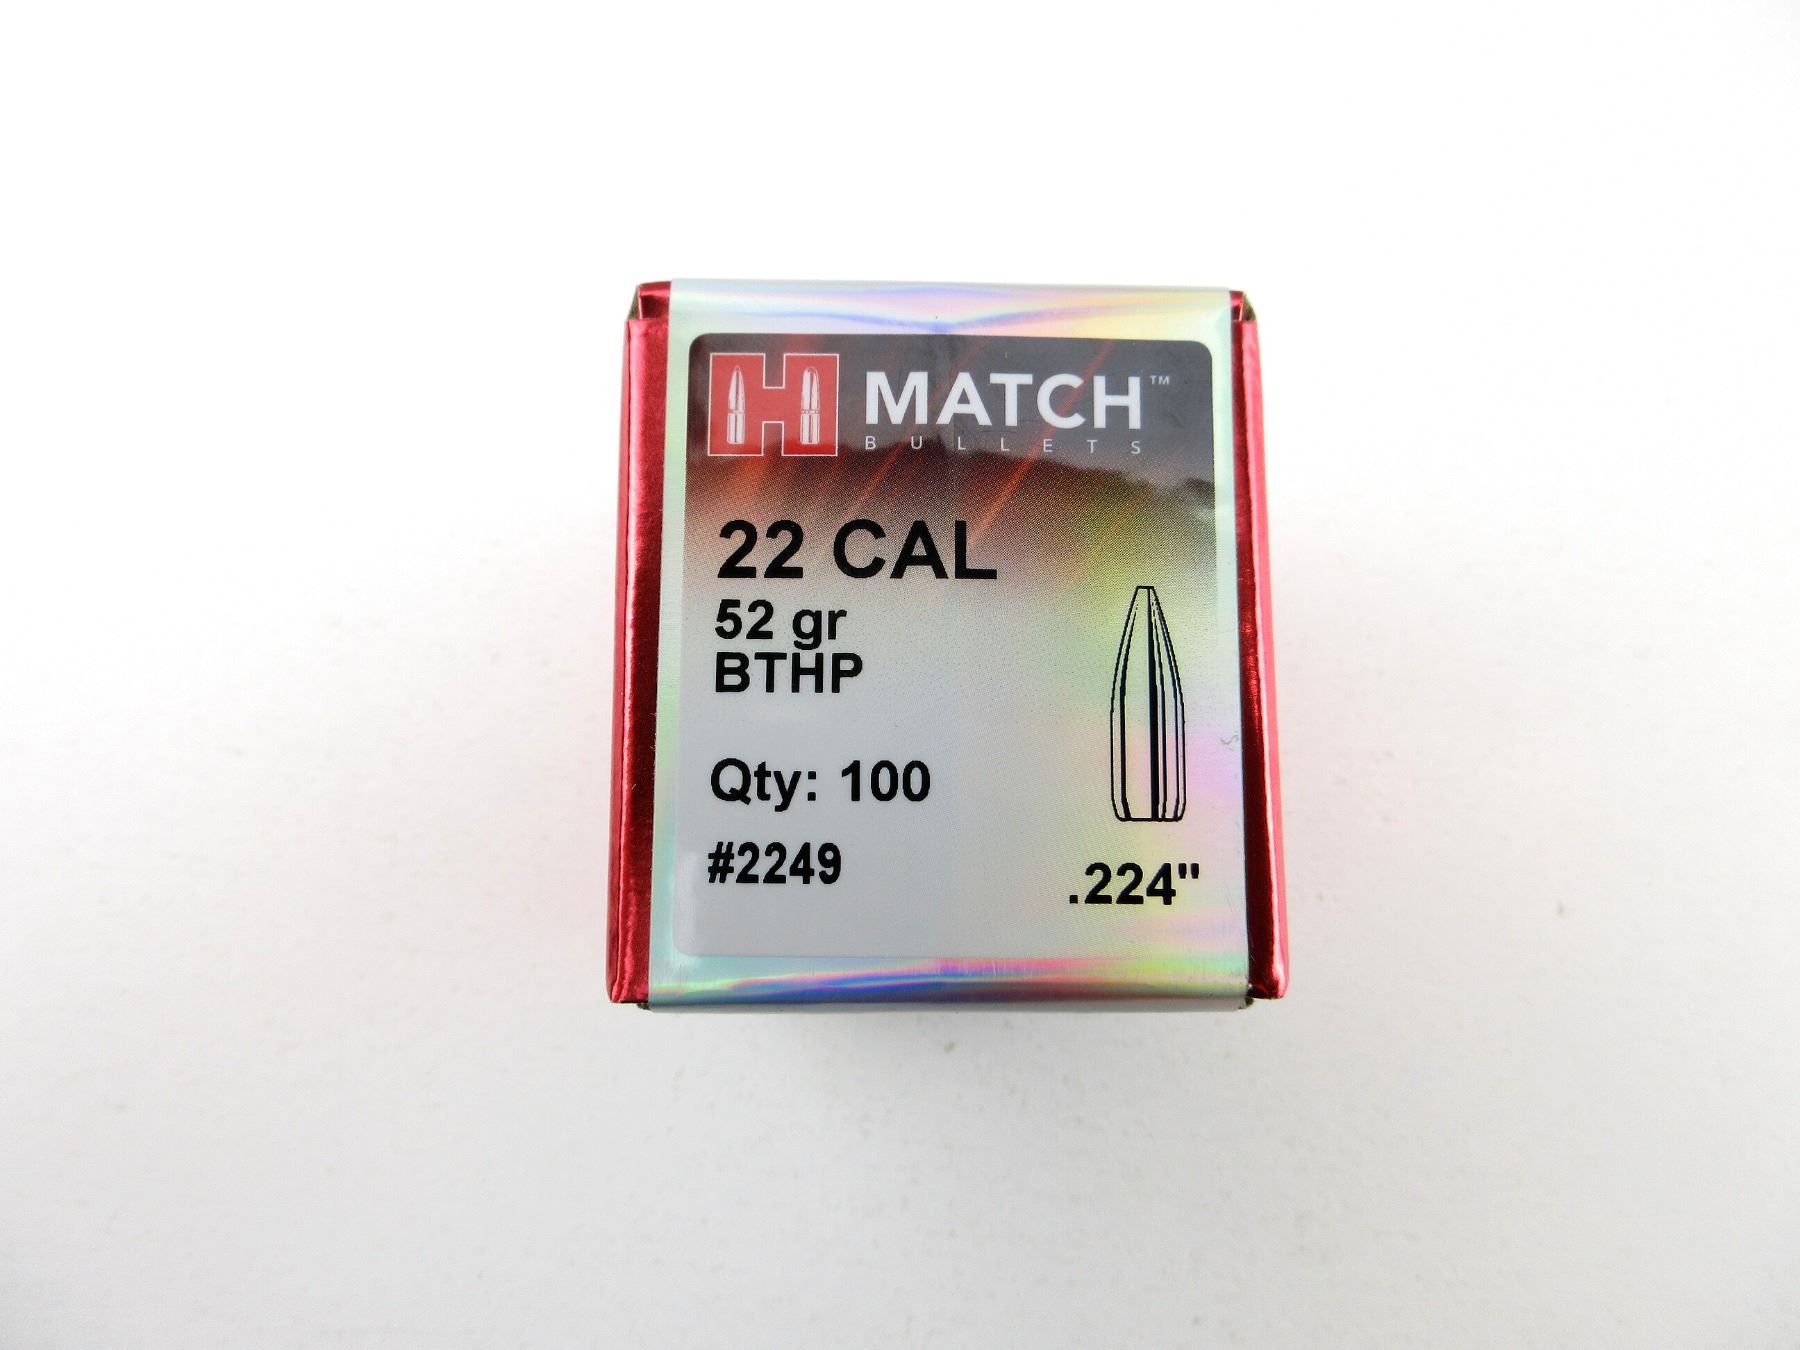 H MATCH™
BULLETS
22 CAL
52 gr
BTHP
Qty: 100
#2249
.224"